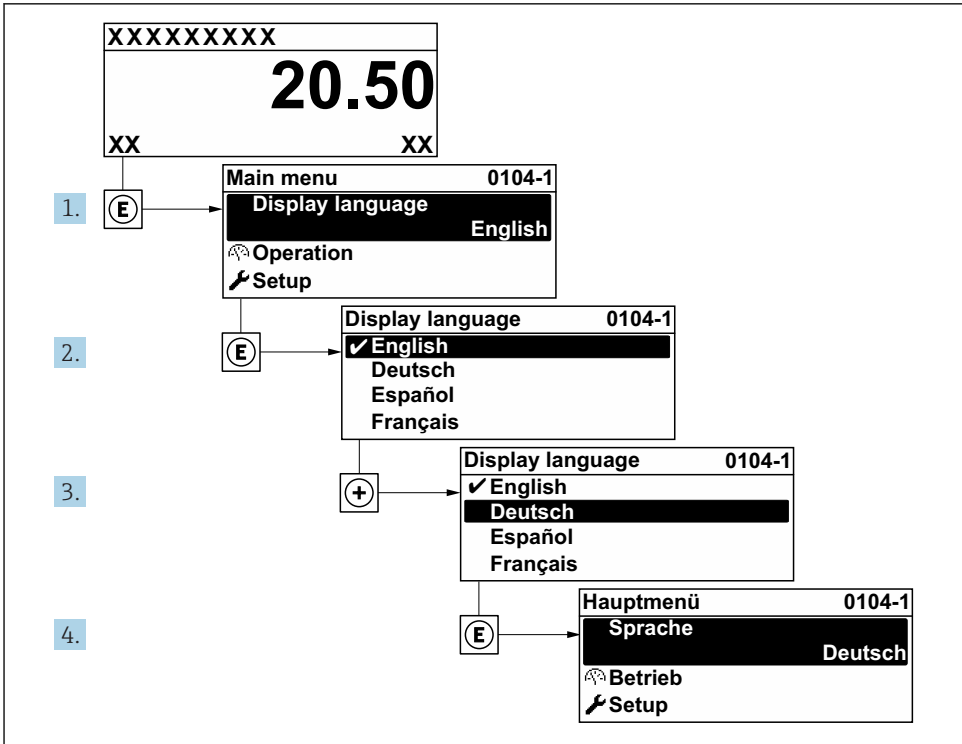 XXXXXXXXX
20.50
XX XX
1. E
Main menu 0104-1
Display language
English
Operation
Setup
2. E
Display language 0104-1
✔English
Deutsch
Español
Français
3. +
Display language 0104-1
✔English
Deutsch
Español
Français
4. E
Hauptmenü 0104-1
Sprache
Deutsch
Betrieb
Setup